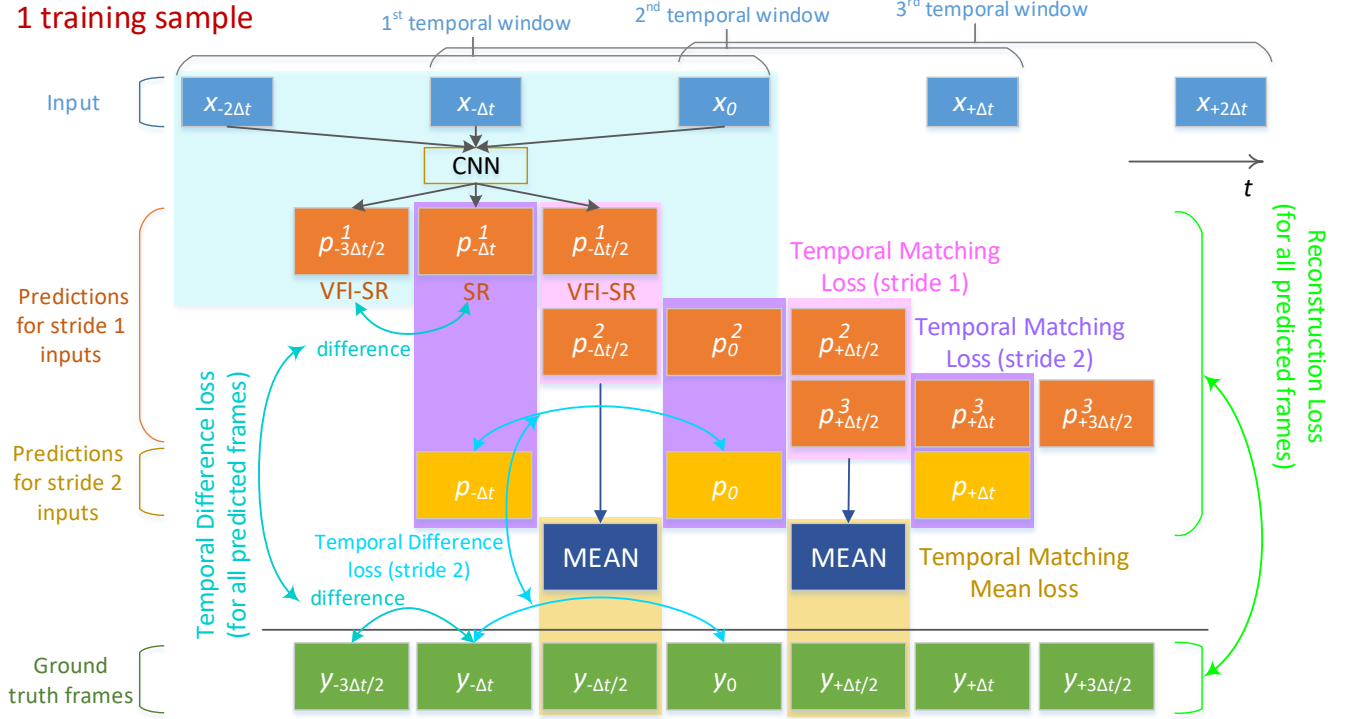 1 training sample
1st temporal window
2nd temporal window
3rd temporal window
Input
x-2Δt
x-Δt
x0
x+Δt
x+2Δt
CNN
t
p1-3Δt/2
p1-Δt
p1-Δt/2
VFI-SR
SR
VFI-SR
Predictions
for stride 1
inputs
difference
p2-Δt/2
p20
p2+Δt/2
Temporal Matching
Loss (stride 1)
Temporal Matching
Loss (stride 2)
p3+Δt/2
p3+Δt
p3+3Δt/2
Reconstruction Loss
(for all predicted frames)
Temporal Difference loss
(for all predicted frames)
Predictions
for stride 2
inputs
p-Δt
p0
p+Δt
Temporal Difference
loss (stride 2)
MEAN
MEAN
Temporal Matching
Mean loss
difference
Ground
truth frames
y-3Δt/2
y-Δt
y-Δt/2
y0
y+Δt/2
y+Δt
y+3Δt/2